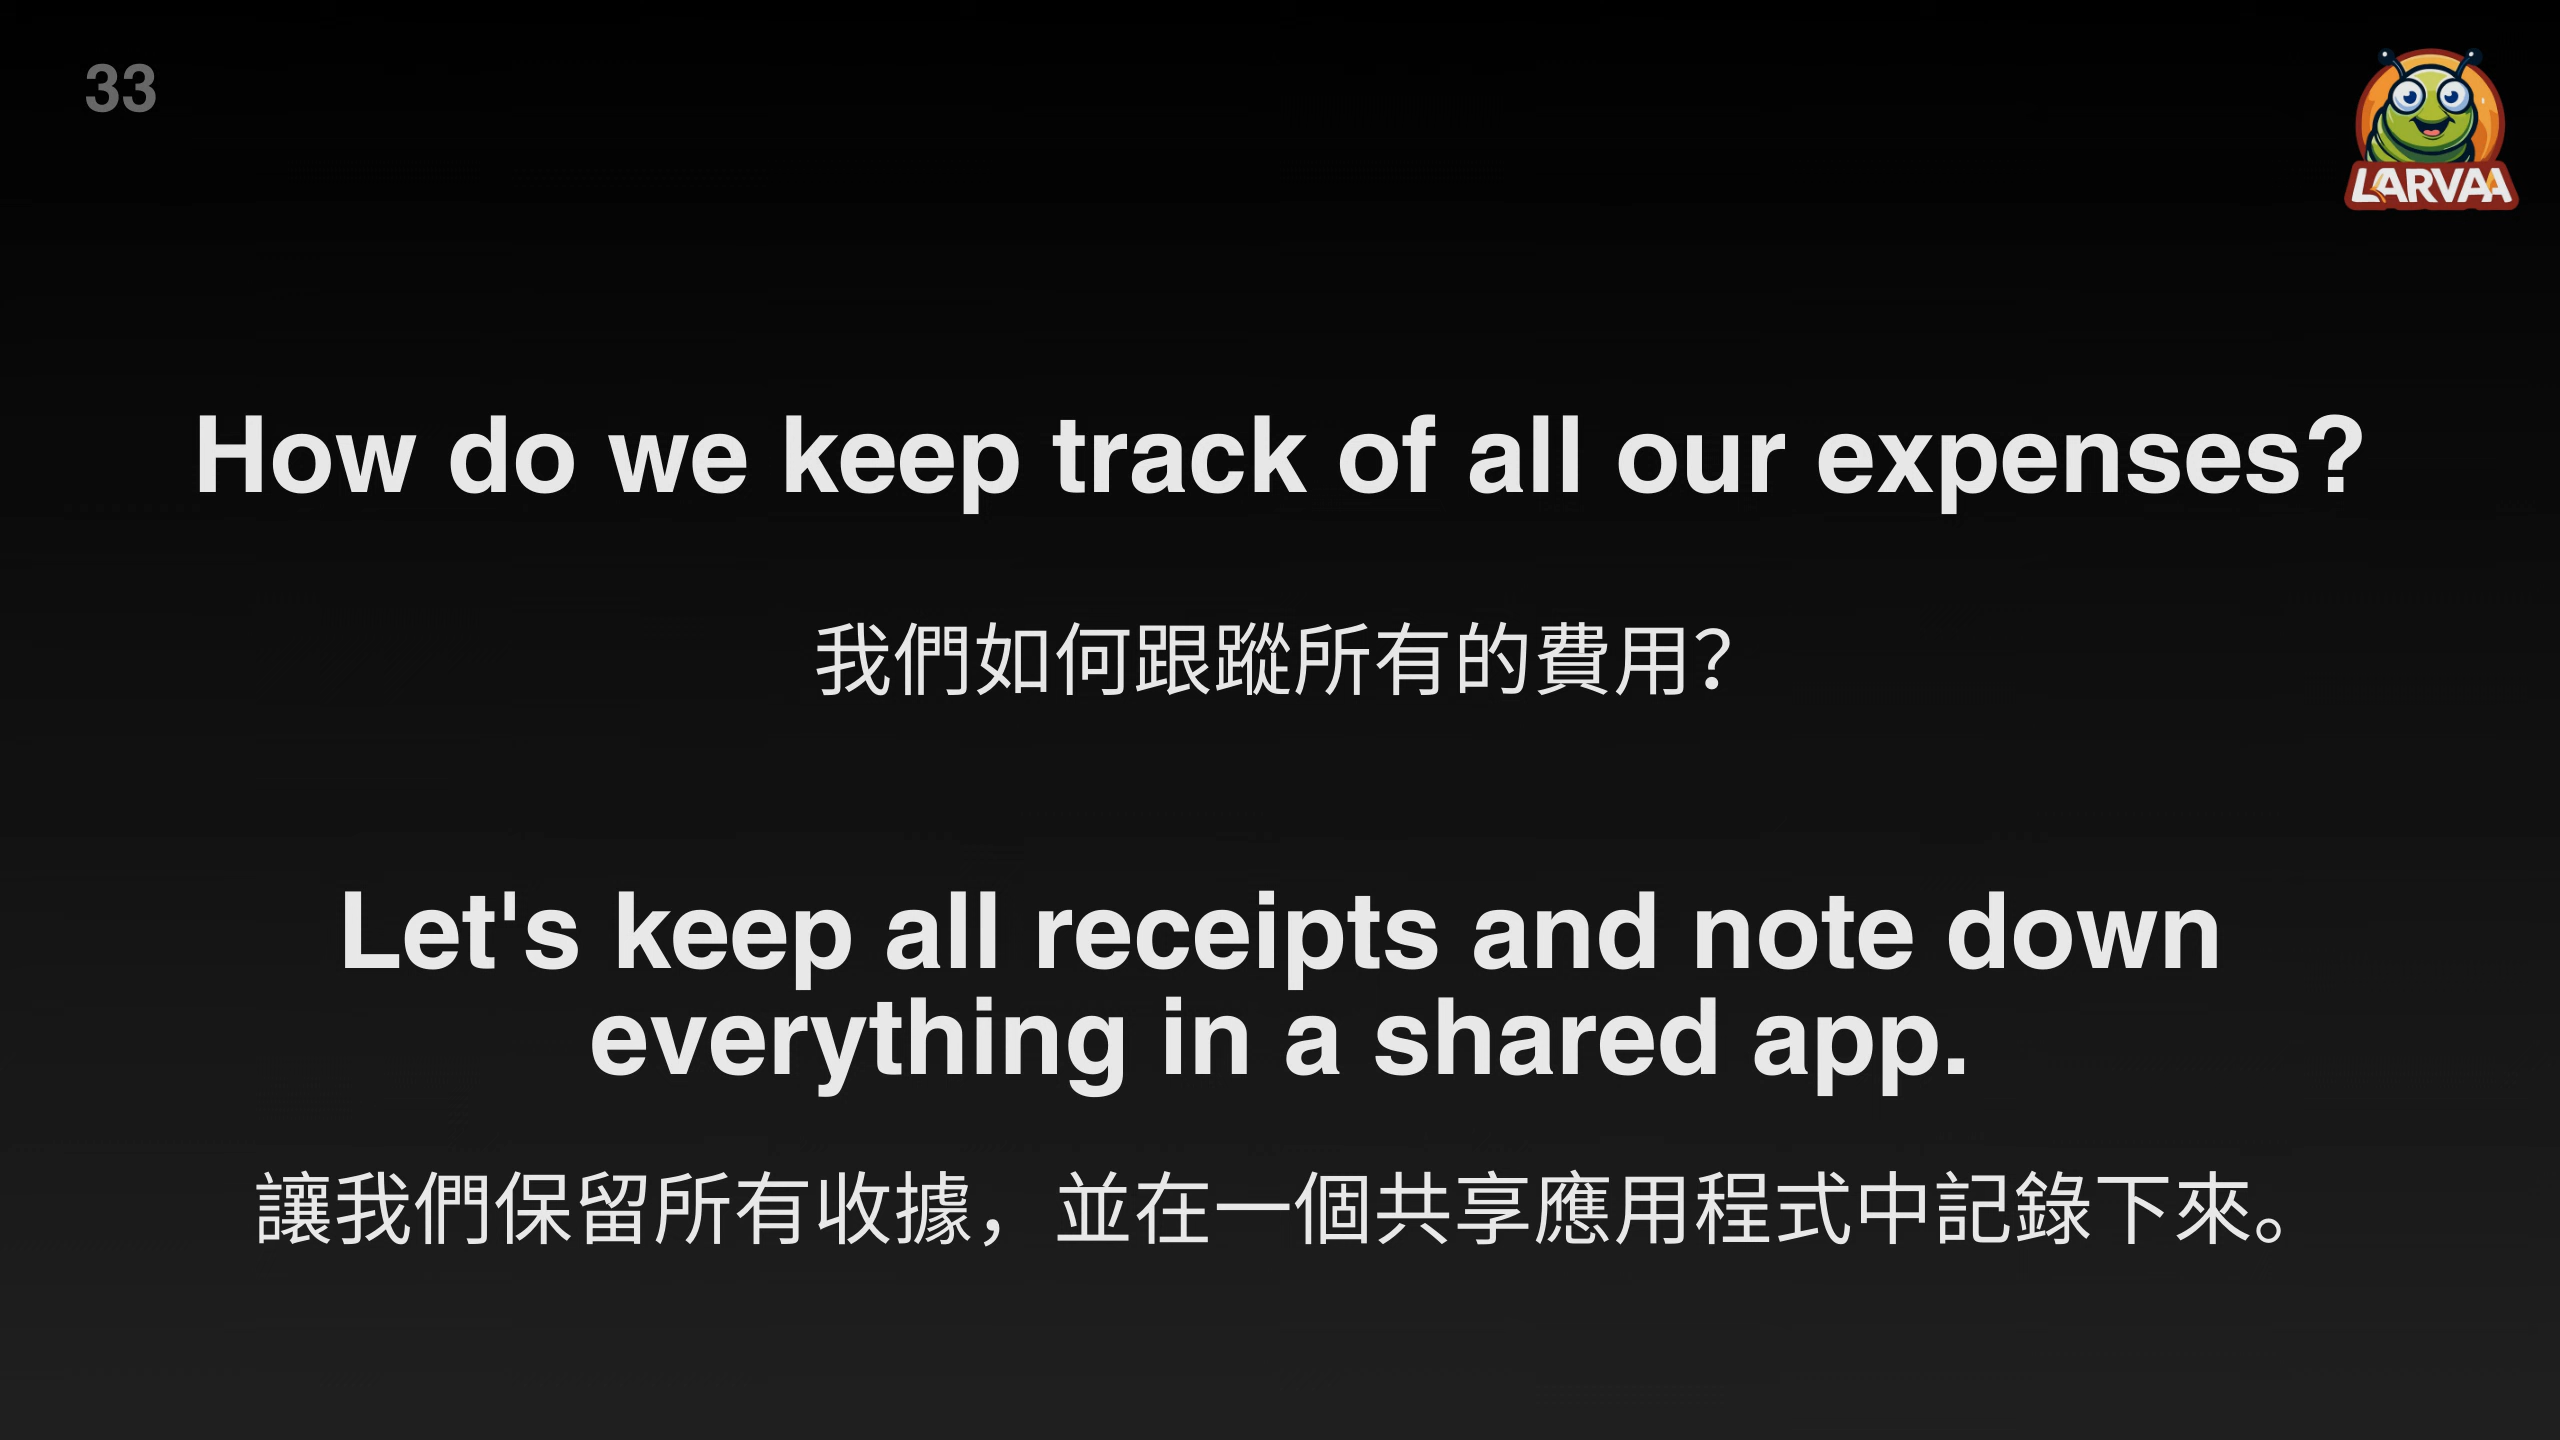 33
LARVAA
How do we keep track of all our expenses?
我們如何跟蹤所有的費用？
Let's keep all receipts and note down
everything in a shared app.
讓我們保留所有收據，並在一個共享應用程式中記錄下來。